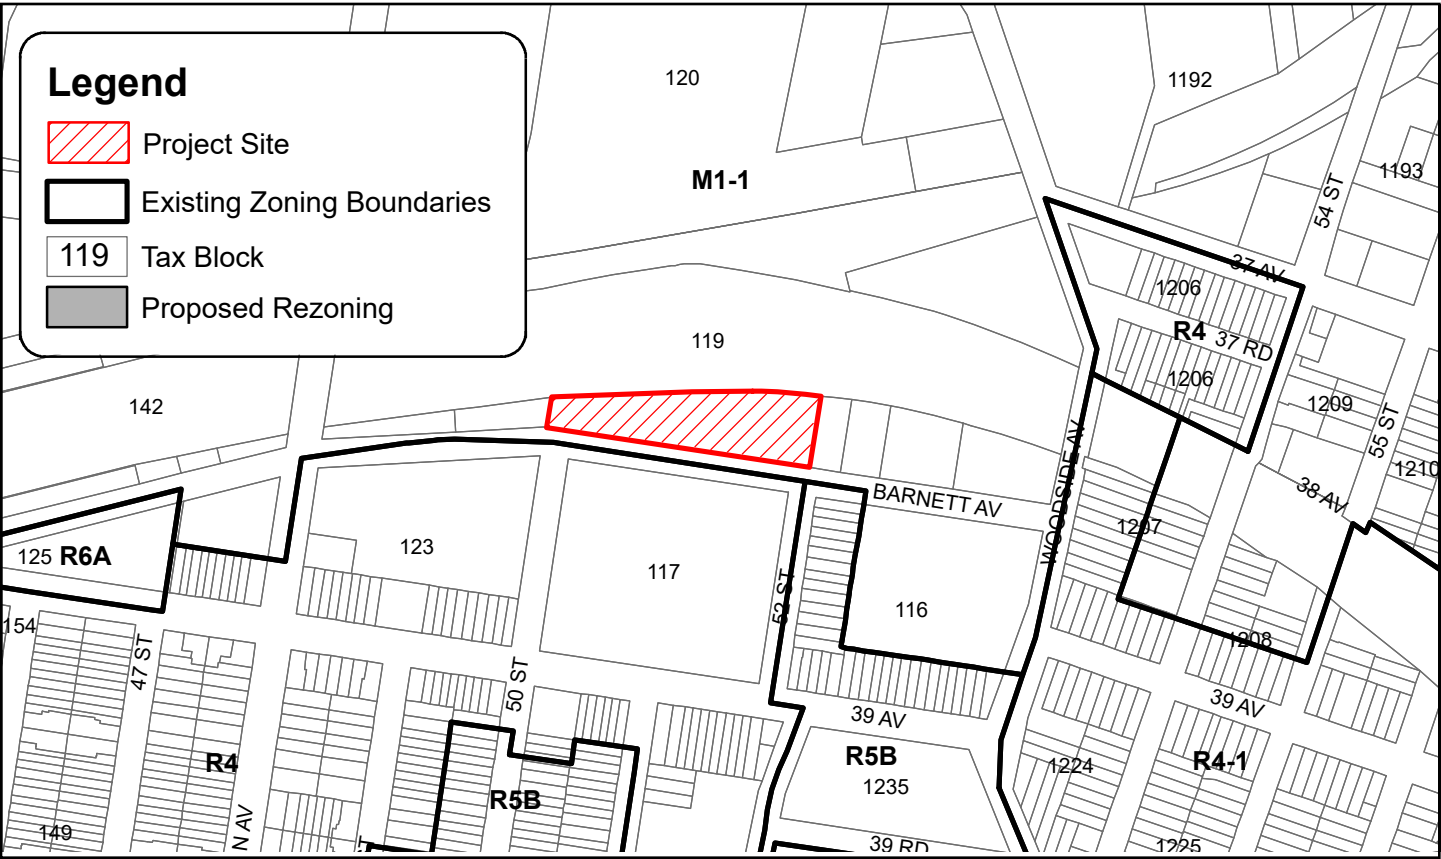 Legend
Project Site
Existing Zoning Boundaries
119 Tax Block
Proposed Rezoning
120
1192
M1-1
1193
54 ST
37 AV
1206
R4 37 RD
1206
119
142
1209
55 ST
1210
38 AV
WOODSIDE AV
BARNETT AV
1207
125 R6A
123
117
52 ST
116
154
1208
47 ST
50 ST
39 AV
39 AV
R4
R5B
1235
1224
R4-1
R5B
149
N AV
ST
39 RD
1225